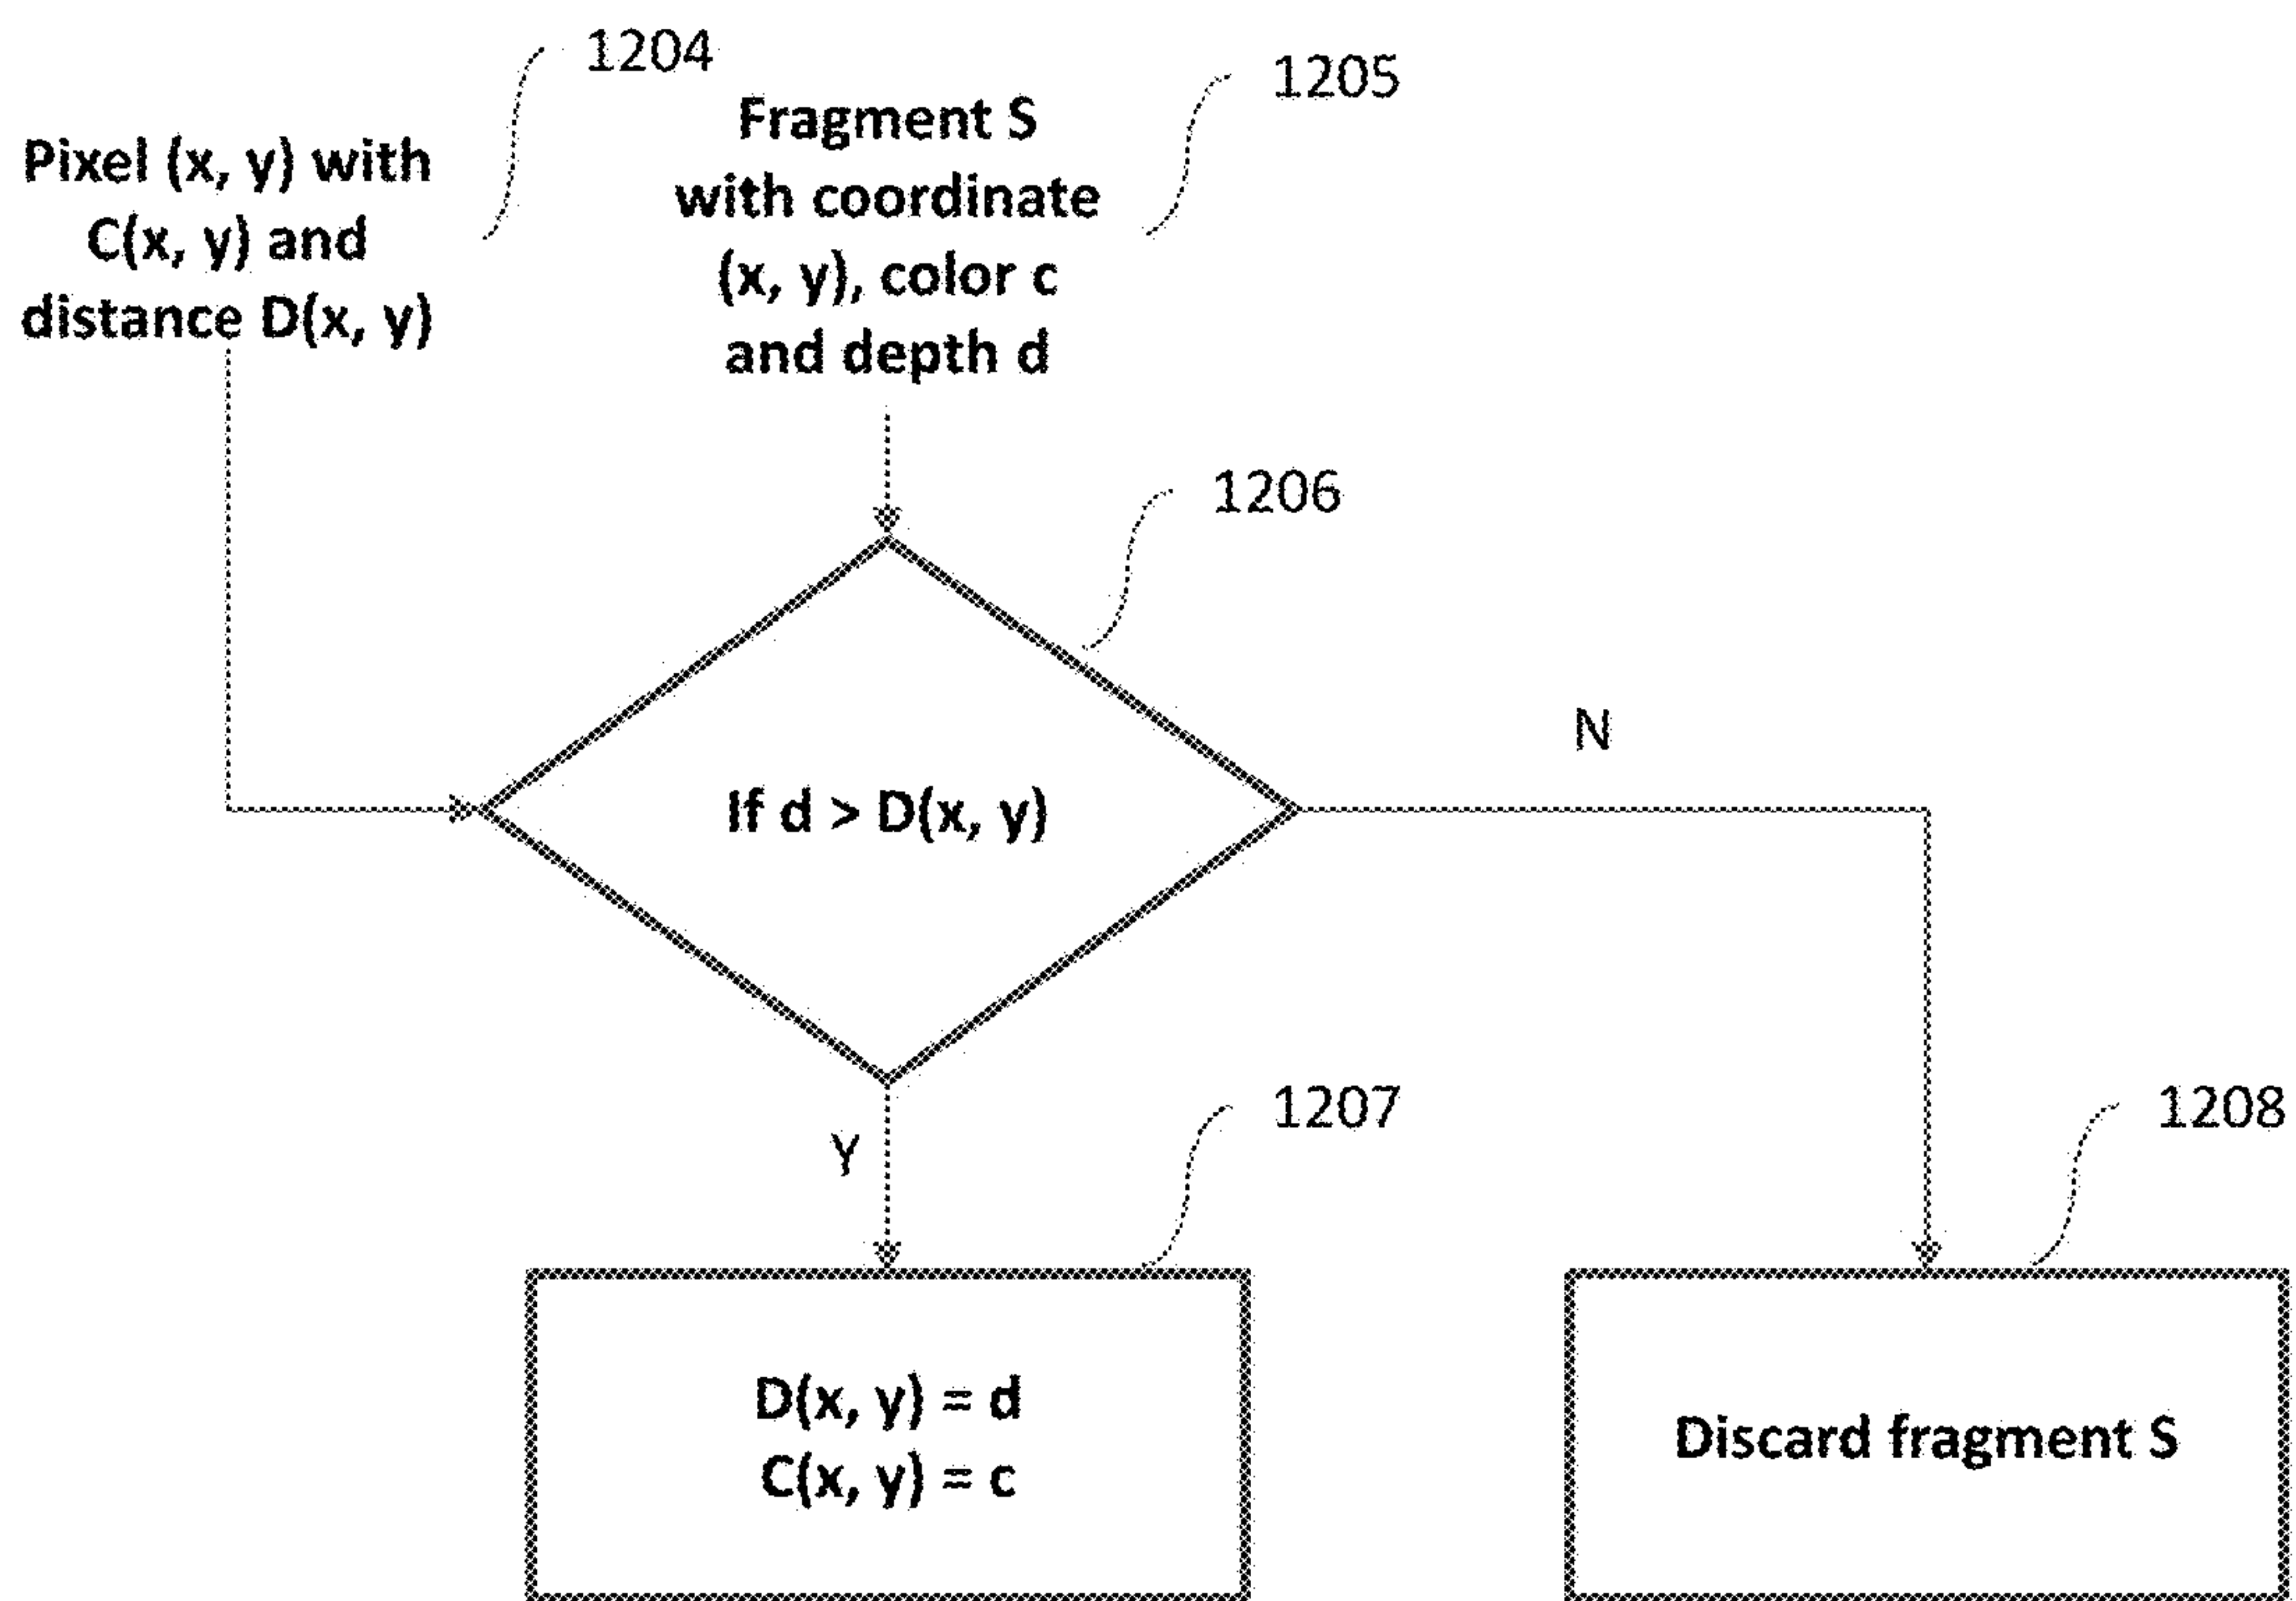 1204
Pixel (x, y) with
C(x, y) and
distance D(x, y)
1205
Fragment S
with coordinate
(x, y), color c
and depth d
1206
If d > D(x, y)
N
Y
1207
D(x, y) = d
C(x, y) = c
1208
Discard fragment S